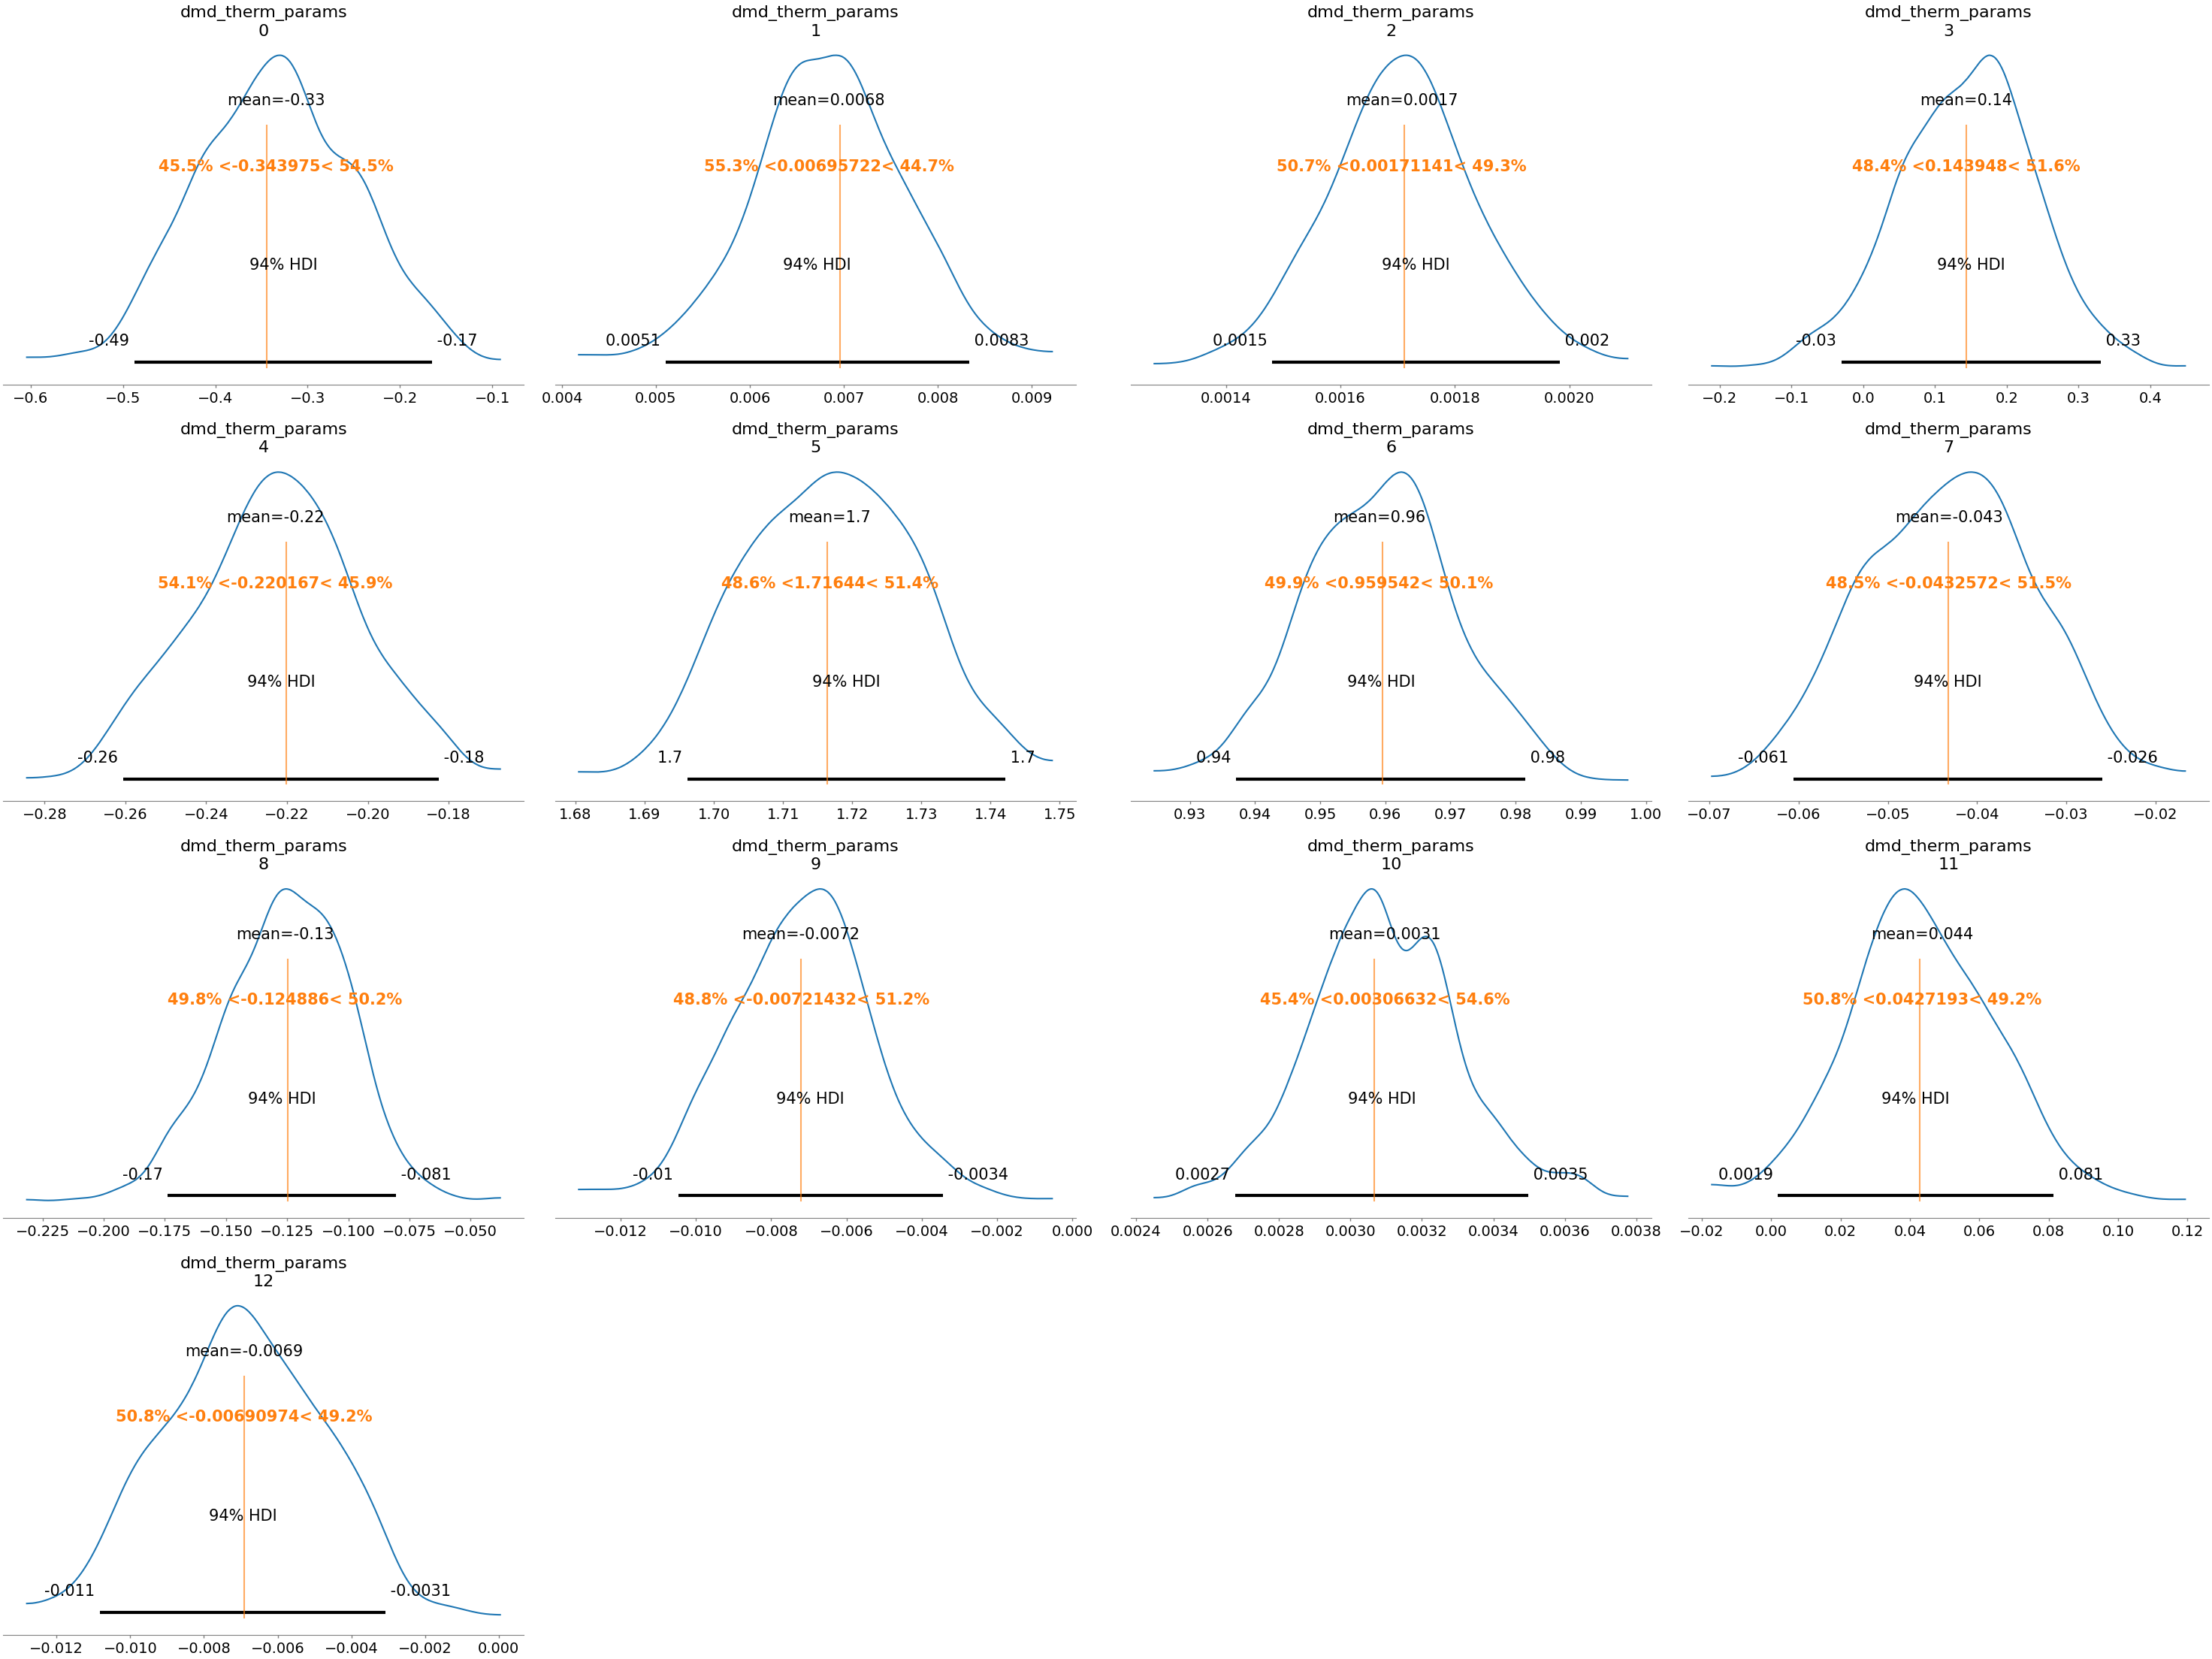 dmd_therm_params
0
mean=-0.33
45.5% <-0.343975< 54.5%
94% HDI
-0.49
-0.17
−0.6 −0.5 −0.4 −0.3 −0.2 −0.1
dmd_therm_params
1
mean=0.0068
55.3% <0.00695722< 44.7%
94% HDI
0.0051
0.0083
0.004 0.005 0.006 0.007 0.008 0.009
dmd_therm_params
2
mean=0.0017
50.7% <0.00171141< 49.3%
94% HDI
0.0015
0.002
0.0014 0.0016 0.0018 0.0020
dmd_therm_params
3
mean=0.14
48.4% <0.143948< 51.6%
94% HDI
-0.03
0.33
−0.2 −0.1 0.0 0.1 0.2 0.3 0.4
dmd_therm_params
4
mean=-0.22
54.1% <-0.220167< 45.9%
94% HDI
-0.26
-0.18
−0.28 −0.26 −0.24 −0.22 −0.20 −0.18
dmd_therm_params
5
mean=1.7
48.6% <1.71644< 51.4%
94% HDI
1.7
1.7
1.68 1.69 1.70 1.71 1.72 1.73 1.74 1.75
dmd_therm_params
6
mean=0.96
49.9% <0.959542< 50.1%
94% HDI
0.94
0.98
0.93 0.94 0.95 0.96 0.97 0.98 0.99 1.00
dmd_therm_params
7
mean=-0.043
48.5% <-0.0432572< 51.5%
94% HDI
-0.061
-0.026
−0.07 −0.06 −0.05 −0.04 −0.03 −0.02
dmd_therm_params
8
mean=-0.13
49.8% <-0.124886< 50.2%
94% HDI
-0.17
-0.081
−0.225 −0.200 −0.175 −0.150 −0.125 −0.100 −0.075 −0.050
dmd_therm_params
9
mean=-0.0072
48.8% <-0.00721432< 51.2%
94% HDI
-0.01
-0.0034
−0.012 −0.010 −0.008 −0.006 −0.004 −0.002 0.000
dmd_therm_params
10
mean=0.0031
45.4% <0.00306632< 54.6%
94% HDI
0.0027
0.0035
0.0024 0.0026 0.0028 0.0030 0.0032 0.0034 0.0036 0.0038
dmd_therm_params
11
mean=0.044
50.8% <0.0427193< 49.2%
94% HDI
0.0019
0.081
−0.02 0.00 0.02 0.04 0.06 0.08 0.10 0.12
dmd_therm_params
12
mean=-0.0069
50.8% <-0.00690974< 49.2%
94% HDI
-0.011
-0.0031
−0.012 −0.010 −0.008 −0.006 −0.004 −0.002 0.000